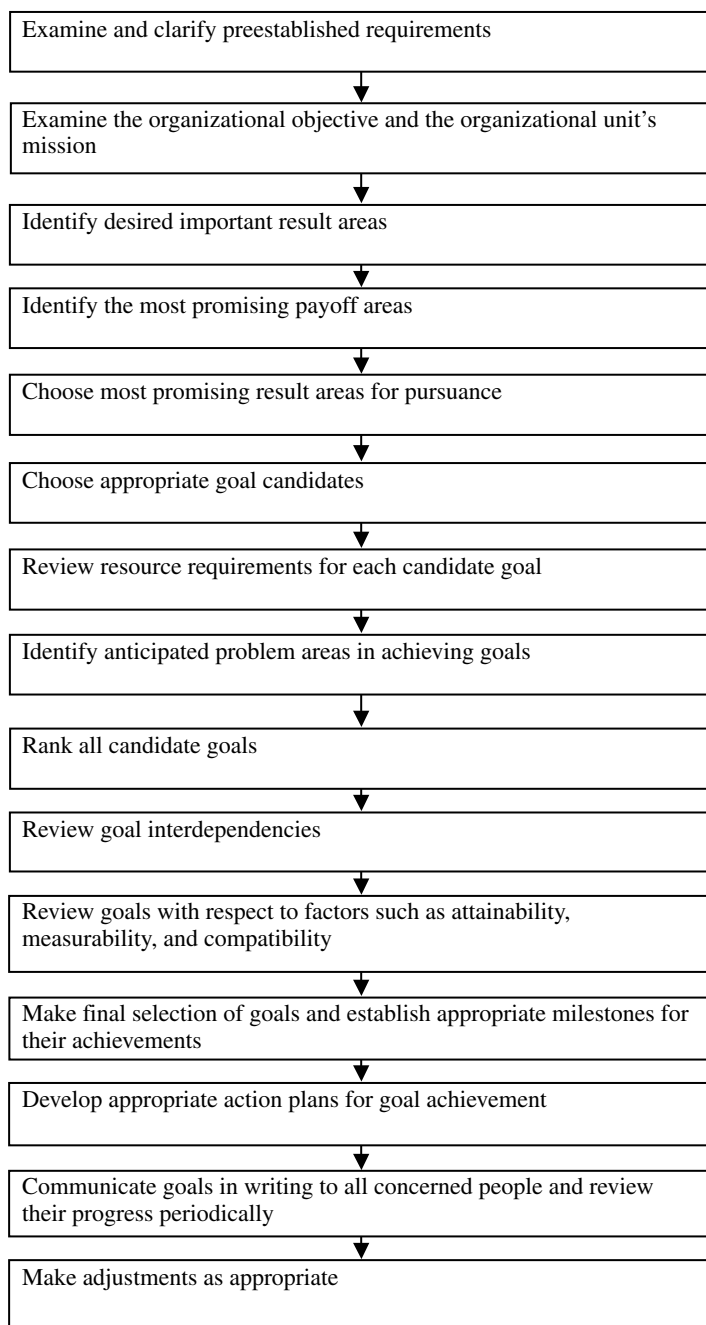 Examine and clarify preestablished requirements
Examine the organizational objective and the organizational unit's
mission
Identify desired important result areas
Identify the most promising payoff areas
Choose most promising result areas for pursuance
Choose appropriate goal candidates
Review resource requirements for each candidate goal
Identify anticipated problem areas in achieving goals
Rank all candidate goals
Review goal interdependencies
Review goals with respect to factors such as attainability,
measurability, and compatibility
Make final selection of goals and establish appropriate milestones for
their achievements
Develop appropriate action plans for goal achievement
Communicate goals in writing to all concerned people and review
their progress periodically
Make adjustments as appropriate